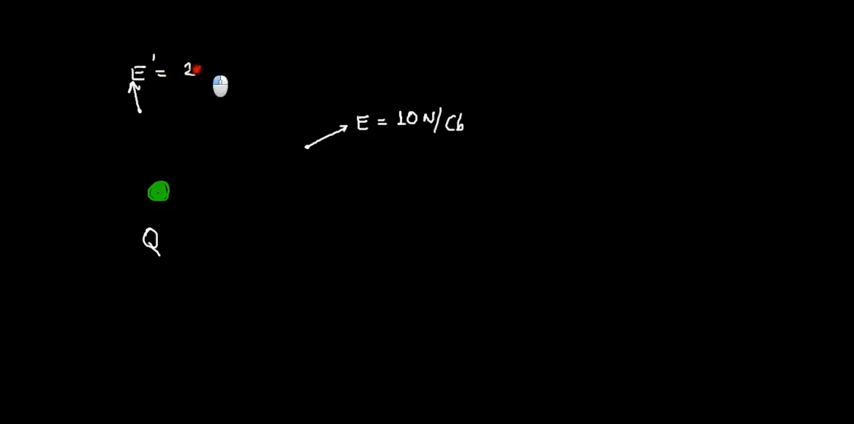 E' = 2
E = 10 N/Cb
Q